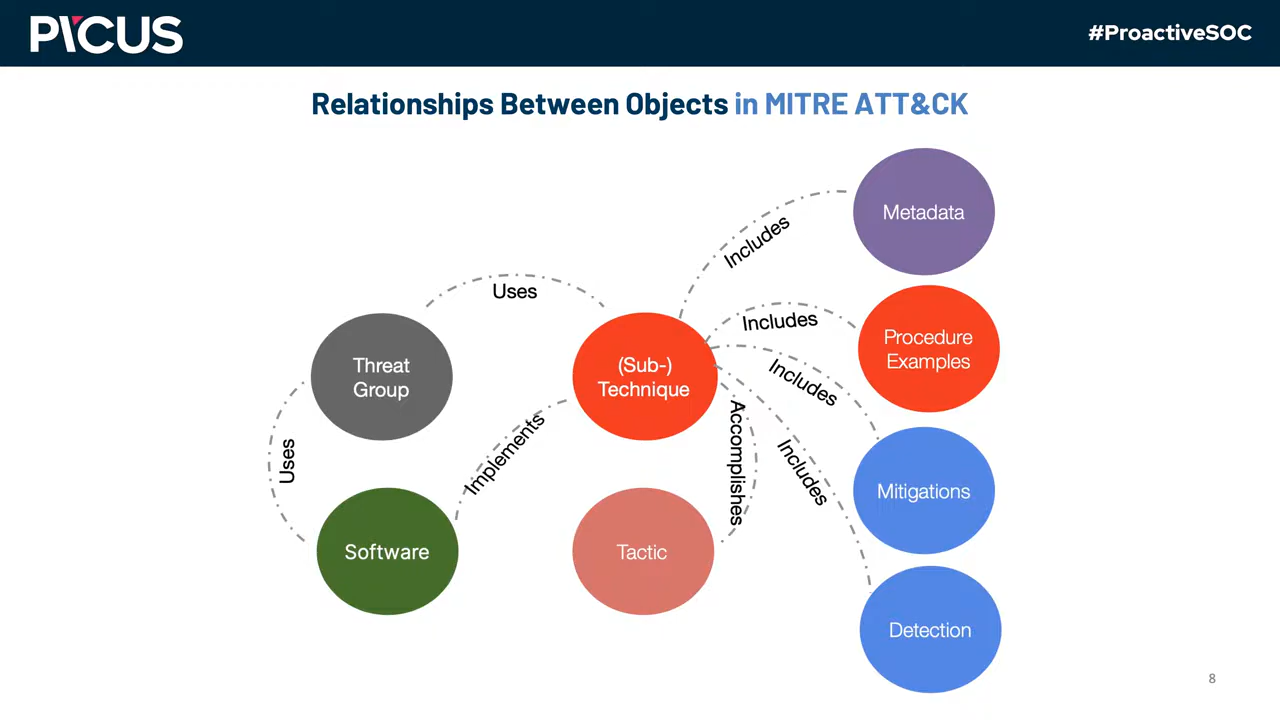 PICUS
#ProactiveSOC
Relationships Between Objects in MITRE ATT&CK
Metadata
Includes
Uses
Includes
Procedure
Examples
Threat
Group
(Sub-)
Technique
Includes
Uses
Implements
Accomplishes
Includes
Mitigations
Software
Tactic
Detection
8